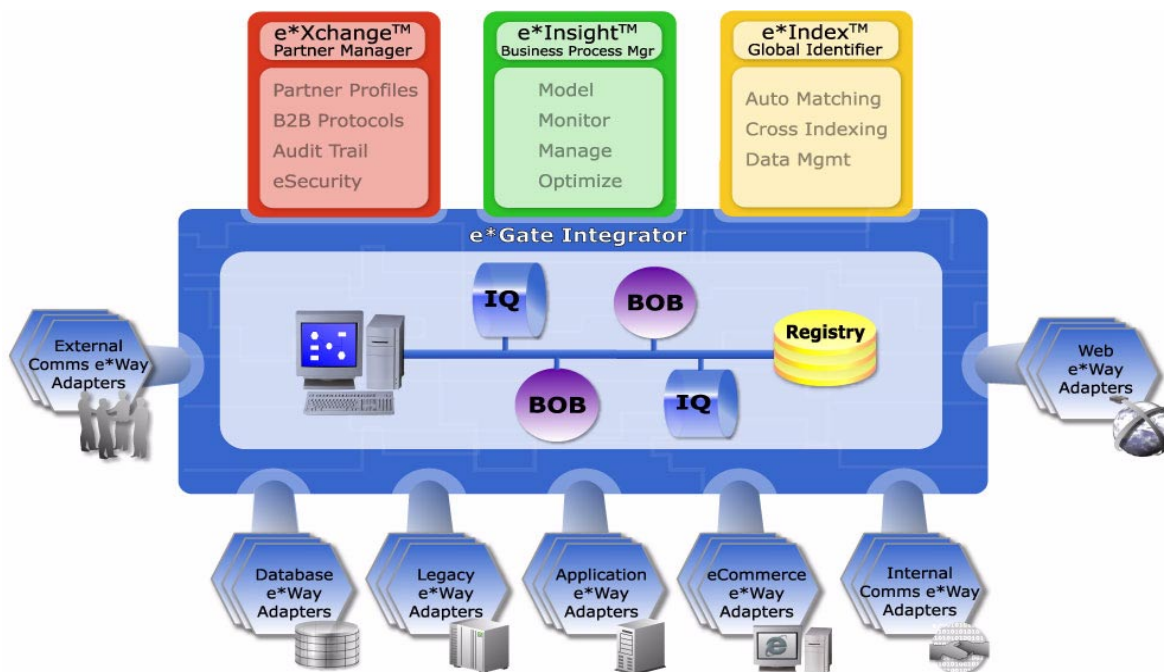 e*Xchange™
Partner Manager
Partner Profiles
B2B Protocols
Audit Trail
eSecurity
e*Insight™
Business Process Mgr
Model
Monitor
Manage
Optimize
e*Index™
Global Identifier
Auto Matching
Cross Indexing
Data Mgmt
e*Gate Integrator
IQ
BOB
Registry
BOB
IQ
External
Comms e*Way
Adapters
Web
e*Way
Adapters
Database
e*Way
Adapters
Legacy
e*Way
Adapters
Application
e*Way
Adapters
eCommerce
e*Way
Adapters
Internal
Comms e*Way
Adapters